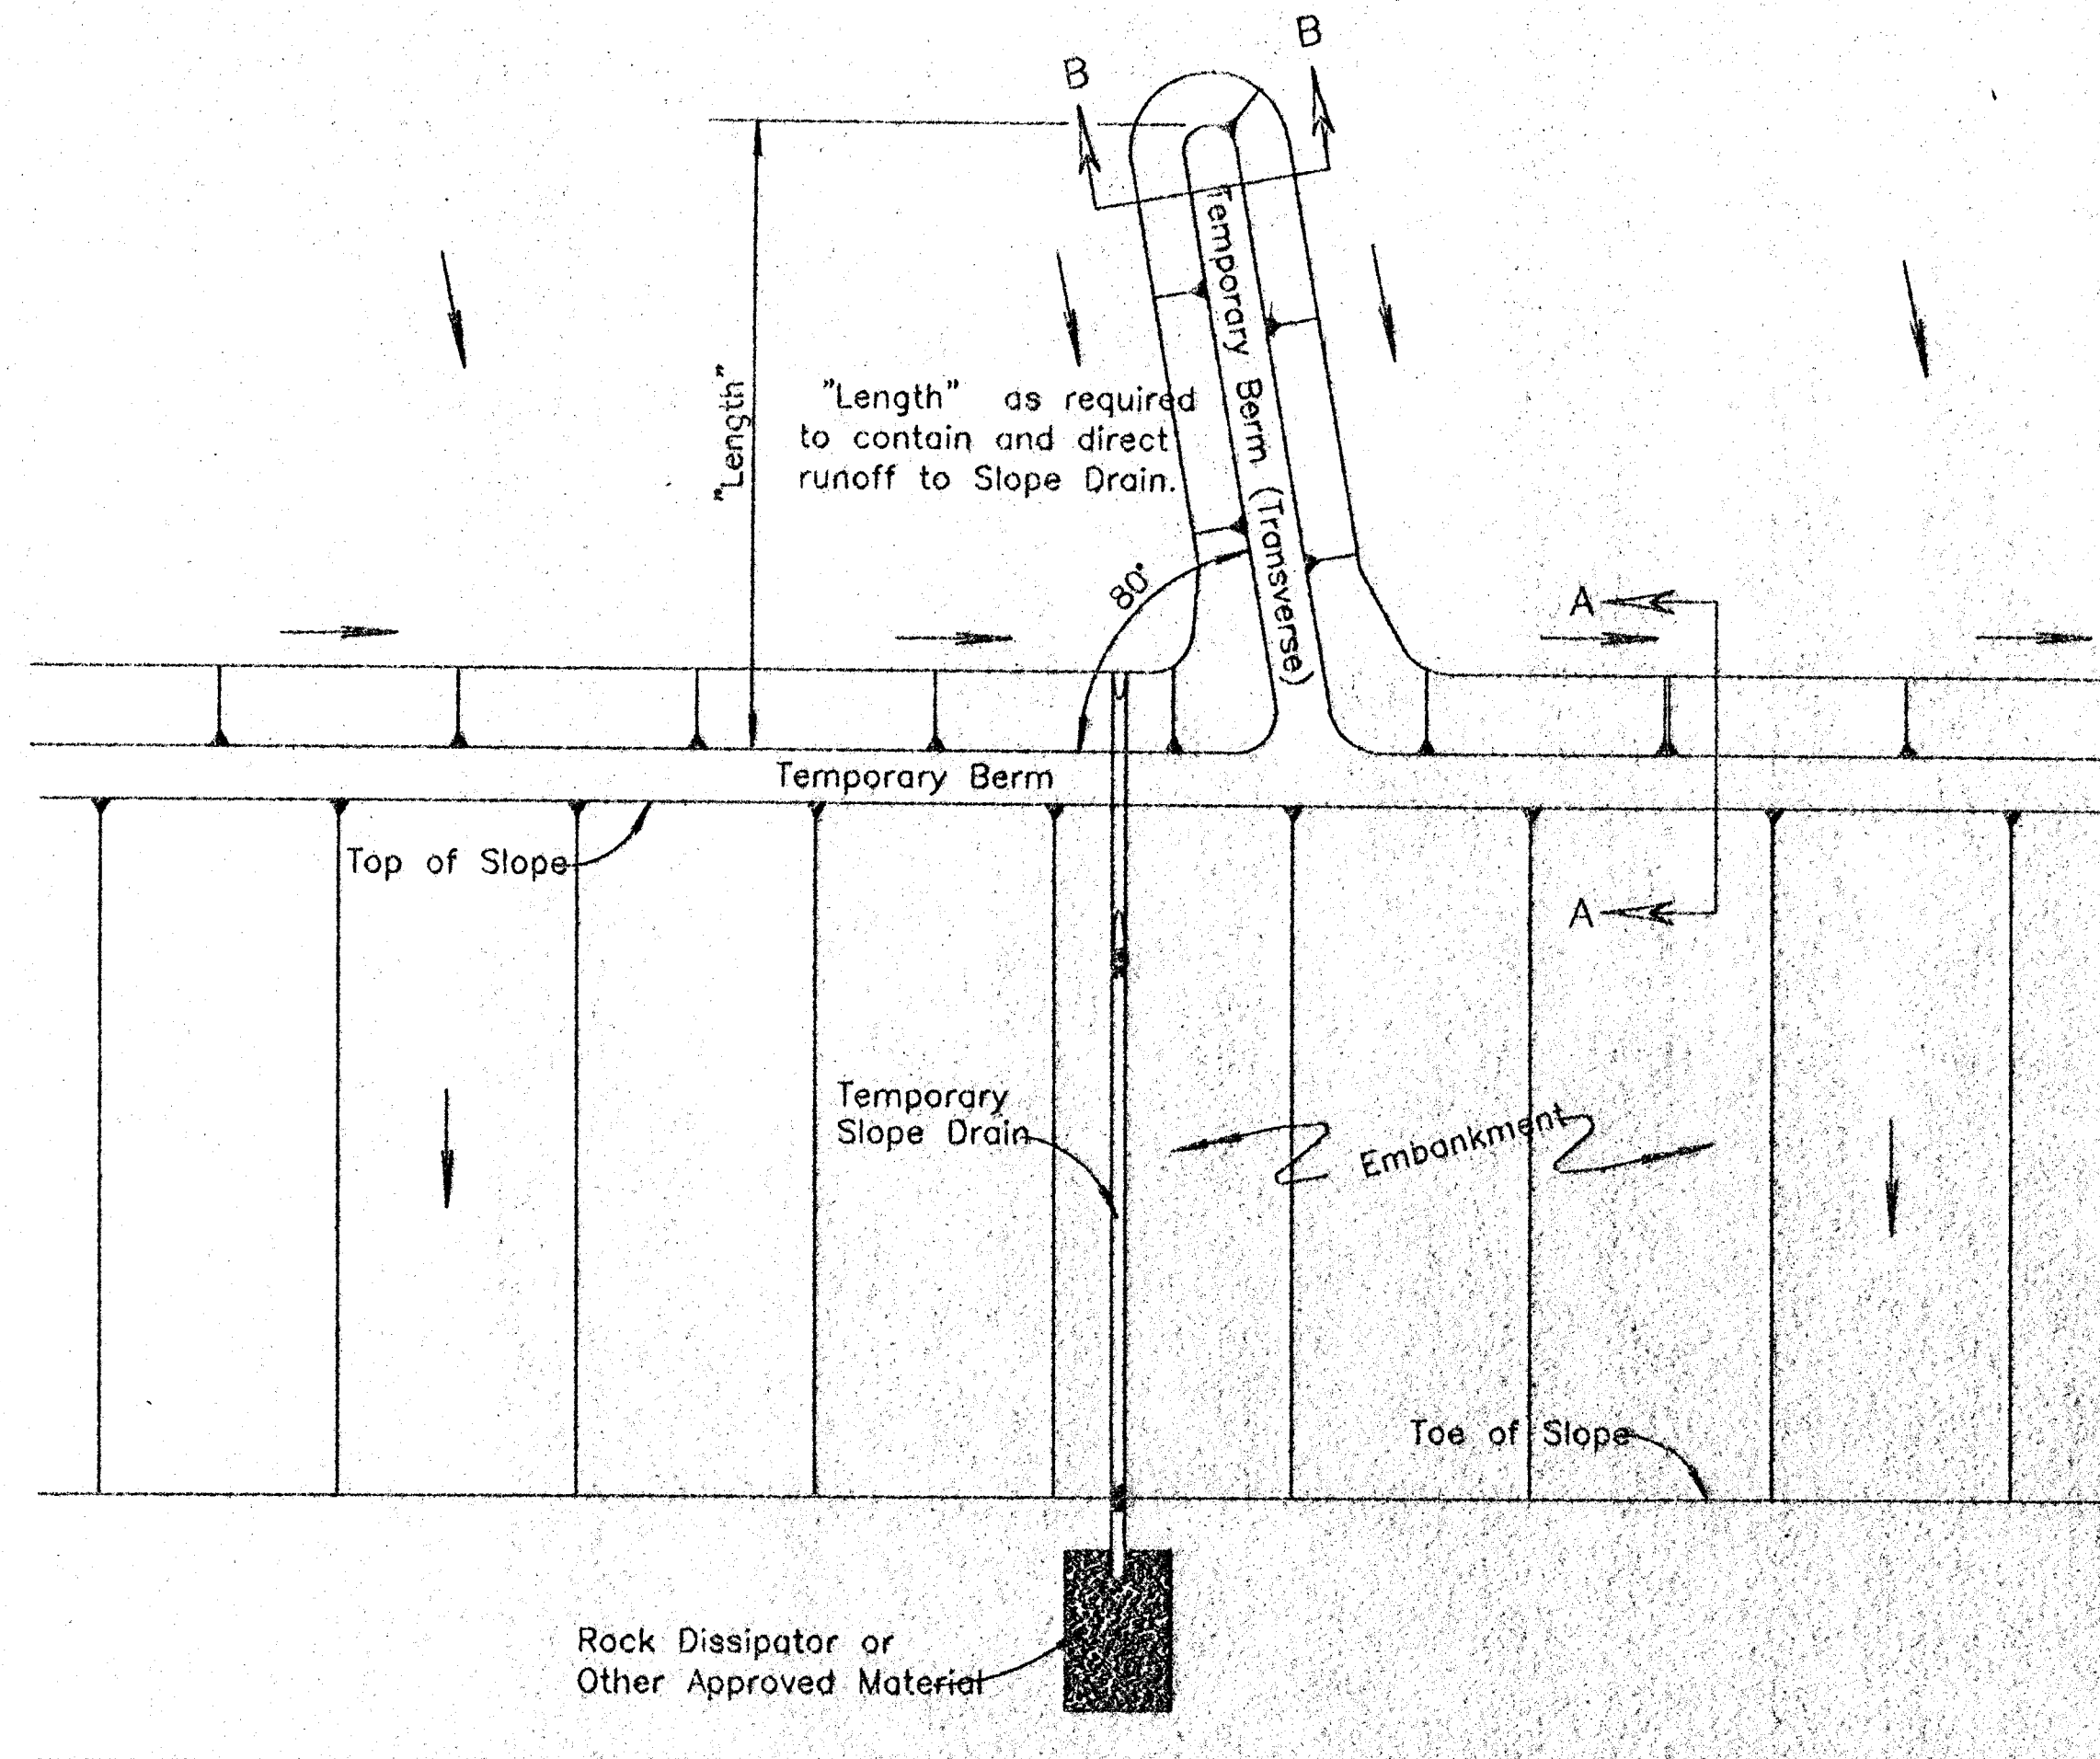 B
B
"Length"
"Length" as required
to contain and direct
runoff to Slope Drain.
Temporary Berm (Transverse)
80°
A
Temporary Berm
Top of Slope
A
Temporary
Slope Drain
Embankment
Toe of Slope
Rock Dissipator or
Other Approved Material